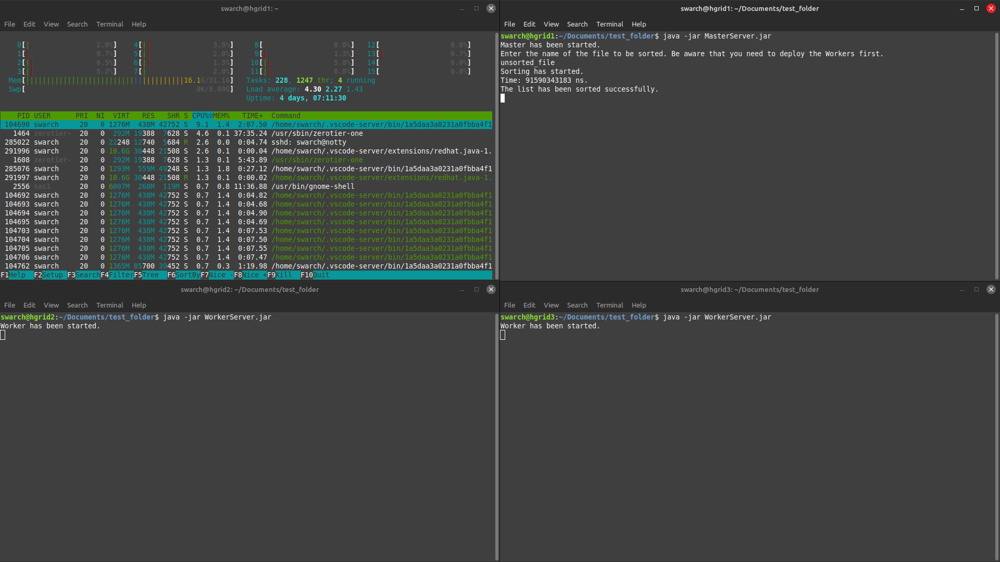 swarch@hgrid1: ~
File Edit View Search Terminal Help
0[| 2.0%] 4[|| 3.9%] 8[ 0.0%] 12[ 0.0%]
1[| 0.7%] 5[|| 2.0%] 9[| 1.3%] 13[| 0.7%]
2[|| 6.5%] 6[|| 1.3%] 10[|| 5.8%] 14[ 0.0%]
3[|| 5.2%] 7[| 2.0%] 11[|| 6.8%] 15[ 0.0%]
Mem[||||||||||||||||||||||||||||||||||||||16.1G/31.1G] Tasks: 228, 1247 thr; 4 running
Swp[ 0K/8.00G] Load average: 4.30 2.27 1.43
Uptime: 4 days, 07:11:30
PID USER PRI NI VIRT RES SHR S CPU%▽MEM% TIME+ Command
104690 swarch 20 0 1276M 438M 42752 S 9.1 1.4 2:07.50 /home/swarch/.vscode-server/bin/1a5daa3a0231a0fbba4f1
1464 zerotier- 20 0 292M 19388 7628 S 4.6 0.1 37:35.24 /usr/sbin/zerotier-one
285022 swarch 20 0 22248 12740 5684 R 2.6 0.0 0:04.74 sshd: swarch@notty
291996 swarch 20 0 10.6G 30448 21508 S 2.6 0.1 0:00.04 /home/swarch/.vscode-server/extensions/redhat.java-1.
1608 zerotier- 20 0 292M 19388 7628 S 1.3 0.1 5:43.89 /usr/sbin/zerotier-one
285076 swarch 20 0 1293M 559M 49248 S 1.3 1.8 0:27.12 /home/swarch/.vscode-server/bin/1a5daa3a0231a0fbba4f1
291997 swarch 20 0 10.6G 30448 21508 R 1.3 0.1 0:00.02 /home/swarch/.vscode-server/extensions/redhat.java-1.
2556 sas1 20 0 6007M 268M 119M S 0.7 0.8 11:36.88 /usr/bin/gnome-shell
104692 swarch 20 0 1276M 438M 42752 S 0.7 1.4 0:04.82 /home/swarch/.vscode-server/bin/1a5daa3a0231a0fbba4f1
104693 swarch 20 0 1276M 438M 42752 S 0.7 1.4 0:04.68 /home/swarch/.vscode-server/bin/1a5daa3a0231a0fbba4f1
104694 swarch 20 0 1276M 438M 42752 S 0.7 1.4 0:04.90 /home/swarch/.vscode-server/bin/1a5daa3a0231a0fbba4f1
104695 swarch 20 0 1276M 438M 42752 S 0.7 1.4 0:04.69 /home/swarch/.vscode-server/bin/1a5daa3a0231a0fbba4f1
104703 swarch 20 0 1276M 438M 42752 S 0.7 1.4 0:07.53 /home/swarch/.vscode-server/bin/1a5daa3a0231a0fbba4f1
104704 swarch 20 0 1276M 438M 42752 S 0.7 1.4 0:07.50 /home/swarch/.vscode-server/bin/1a5daa3a0231a0fbba4f1
104705 swarch 20 0 1276M 438M 42752 S 0.7 1.4 0:07.55 /home/swarch/.vscode-server/bin/1a5daa3a0231a0fbba4f1
104706 swarch 20 0 1276M 438M 42752 S 0.7 1.4 0:07.47 /home/swarch/.vscode-server/bin/1a5daa3a0231a0fbba4f1
104762 swarch 20 0 1365M 85700 39452 S 0.7 0.3 1:19.98 /home/swarch/.vscode-server/bin/1a5daa3a0231a0fbba4f1
F1Help F2Setup F3SearchF4FilterF5Tree F6SortByF7Nice -F8Nice +F9Kill F10Quit
swarch@hgrid1: ~/Documents/test_folder
File Edit View Search Terminal Help
swarch@hgrid1:~/Documents/test_folder$ java -jar MasterServer.jar
Master has been started.
Enter the name of the file to be sorted. Be aware that you need to deploy the Workers first.
unsorted_file
Sorting has started.
Time: 91590343183 ns.
The list has been sorted successfully.
swarch@hgrid2: ~/Documents/test_folder
File Edit View Search Terminal Help
swarch@hgrid2:~/Documents/test_folder$ java -jar WorkerServer.jar
Worker has been started.
swarch@hgrid3: ~/Documents/test_folder
File Edit View Search Terminal Help
swarch@hgrid3:~/Documents/test_folder$ java -jar WorkerServer.jar
Worker has been started.